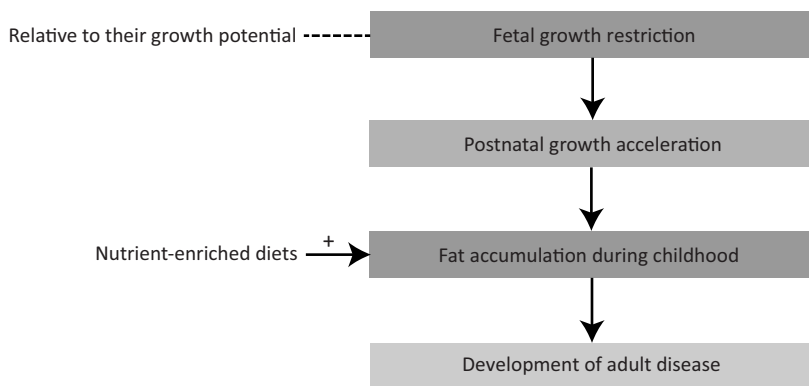 Relative to their growth potential
Fetal growth restriction
Postnatal growth acceleration
Nutrient-enriched diets
+
Fat accumulation during childhood
Development of adult disease